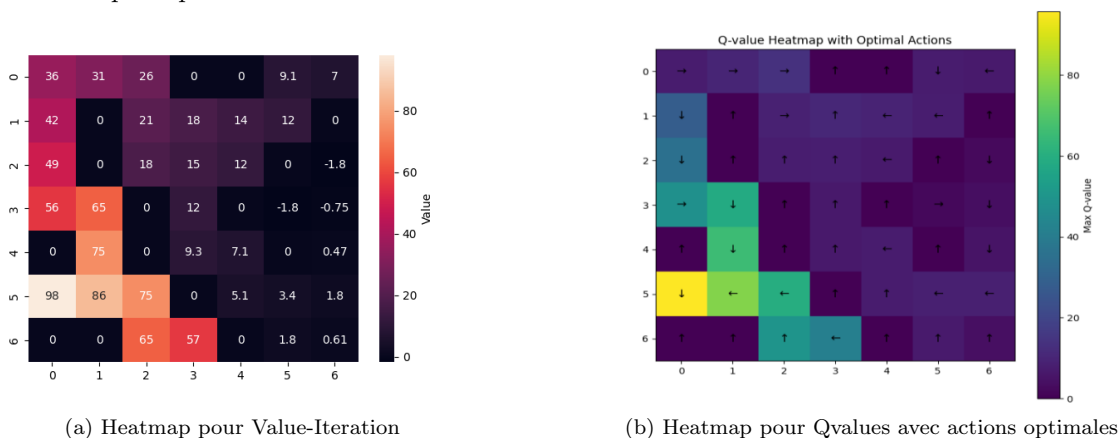 0 36 31 26 0 0 9.1 7
1 42 0 21 18 14 12 0
2 49 0 18 15 12 0 -1.8
3 56 65 0 12 0 -1.8 -0.75
4 0 75 0 9.3 7.1 0 0.47
5 98 86 75 0 5.1 3.4 1.8
6 0 0 65 57 0 1.8 0.61
0 1 2 3 4 5 6
80
60
40
20
0
Value
(a) Heatmap pour Value-Iteration
Q-value Heatmap with Optimal Actions
0 → → → ↑ ↑ ↓ ←
1 ↓ ↑ → ↑ ← ← ↑
2 ↓ ↑ ↑ ↑ ← ↑ ↓
3 → ↓ ↑ ↑ ↑ → ↓
4 ↑ ↓ ↑ ↑ ← ↑ ↓
5 ↓ ← ← ↑ ↑ ← ←
6 ↑ ↑ ↑ ← ↑ ↑ ↑
0 1 2 3 4 5 6
80
60
40
20
0
Max Q-value
(b) Heatmap pour Qvalues avec actions optimales